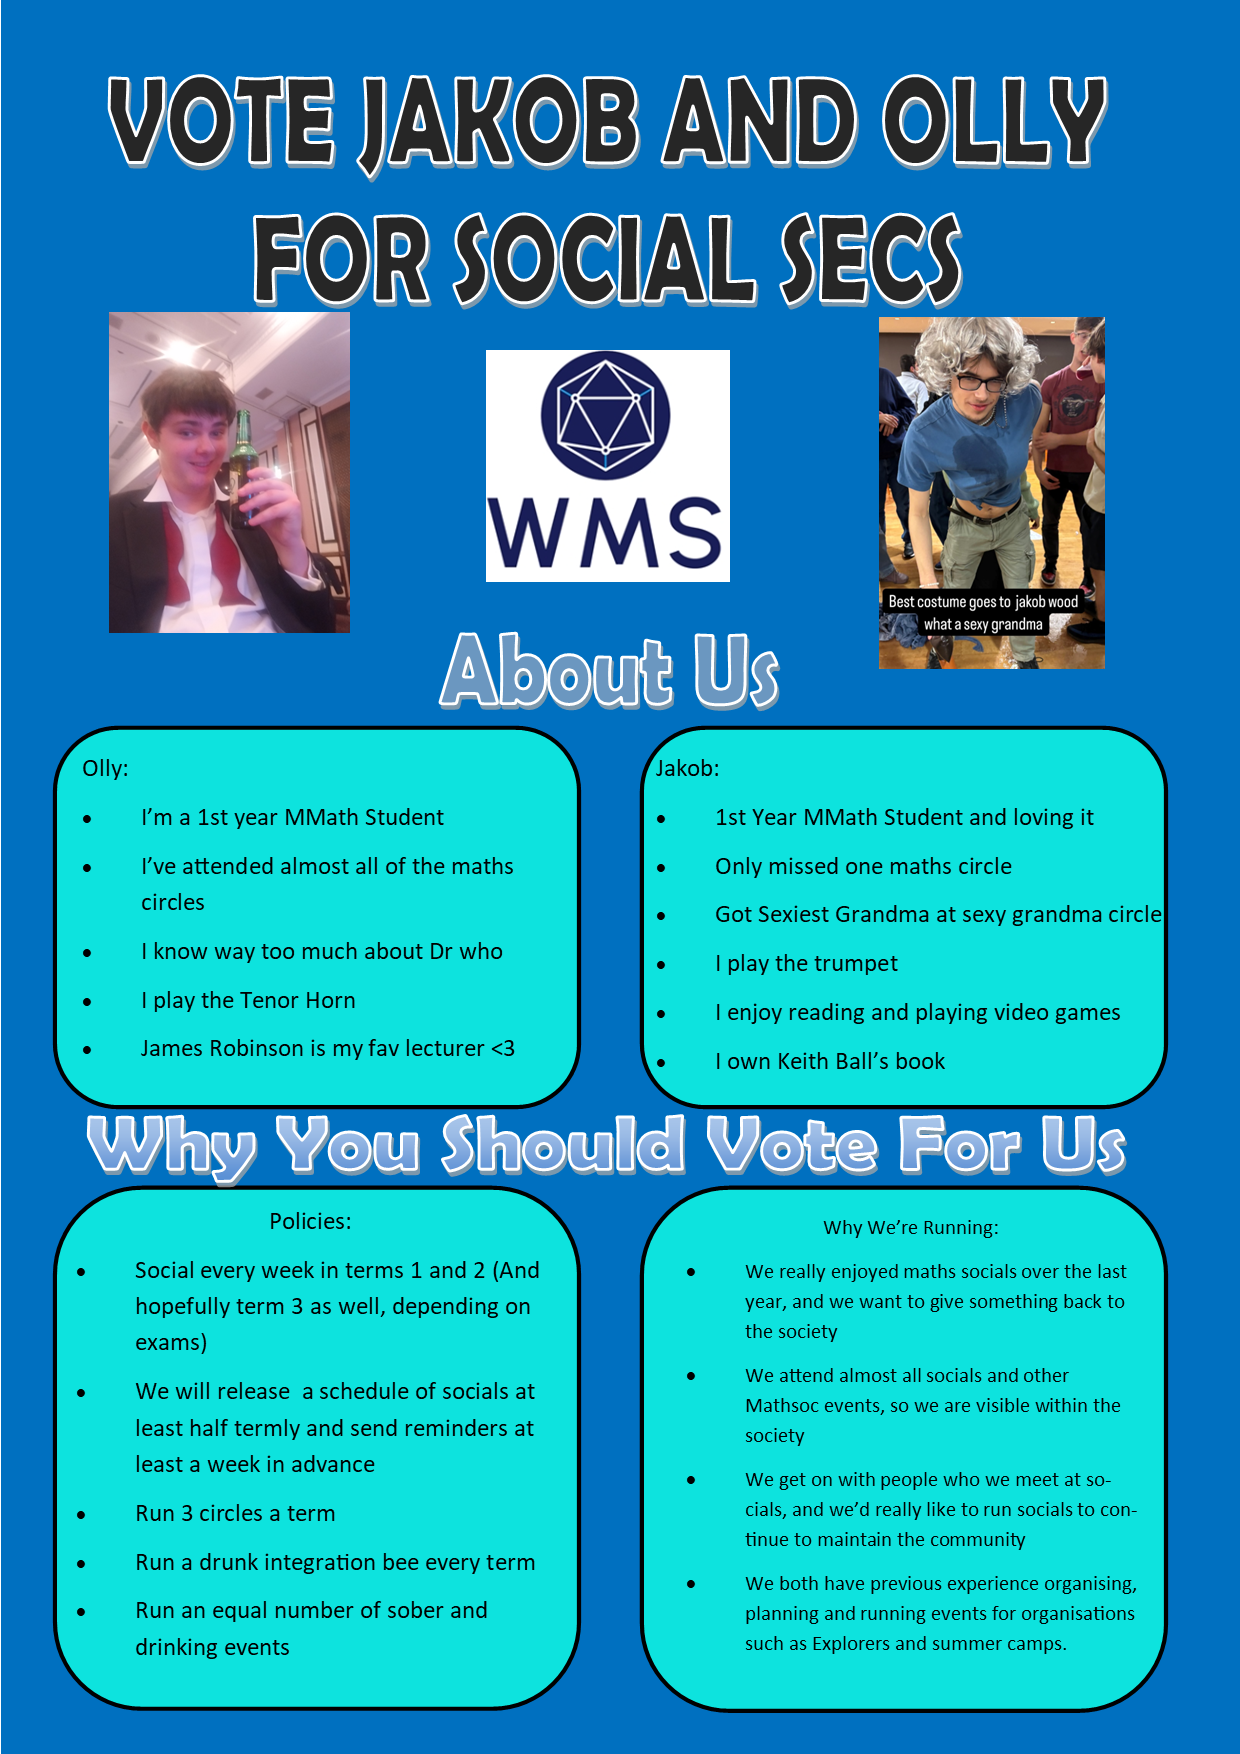 VOTE JAKOB AND OLLY
FOR SOCIAL SECS
WMS
Best costume goes to jakob wood
what a sexy grandma
About Us
Olly:
• I’m a 1st year MMath Student
• I’ve attended almost all of the maths
circles
• I know way too much about Dr who
• I play the Tenor Horn
• James Robinson is my fav lecturer <3
Jakob:
• 1st Year MMath Student and loving it
• Only missed one maths circle
• Got Sexiest Grandma at sexy grandma circle
• I play the trumpet
• I enjoy reading and playing video games
• I own Keith Ball’s book
Why You Should Vote For Us
Policies:
• Social every week in terms 1 and 2 (And
hopefully term 3 as well, depending on
exams)
• We will release  a schedule of socials at
least half termly and send reminders at
least a week in advance
• Run 3 circles a term
• Run a drunk integration bee every term
• Run an equal number of sober and
drinking events
Why We’re Running:
• We really enjoyed maths socials over the last
year, and we want to give something back to
the society
• We attend almost all socials and other
Mathsoc events, so we are visible within the
society
• We get on with people who we meet at so-
cials, and we’d really like to run socials to con-
tinue to maintain the community
• We both have previous experience organising,
planning and running events for organisations
such as Explorers and summer camps.